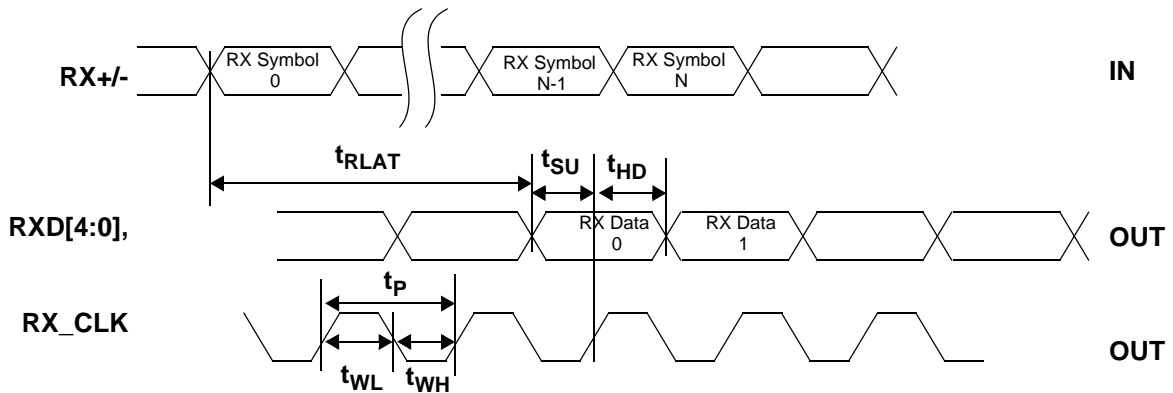 RX+/-
RX Symbol
0
RX Symbol
N-1
RX Symbol
N
IN
tRLAT
tSU
tHD
RXD[4:0],
RX Data
0
RX Data
1
OUT
tP
RX_CLK
OUT
tWL
tWH